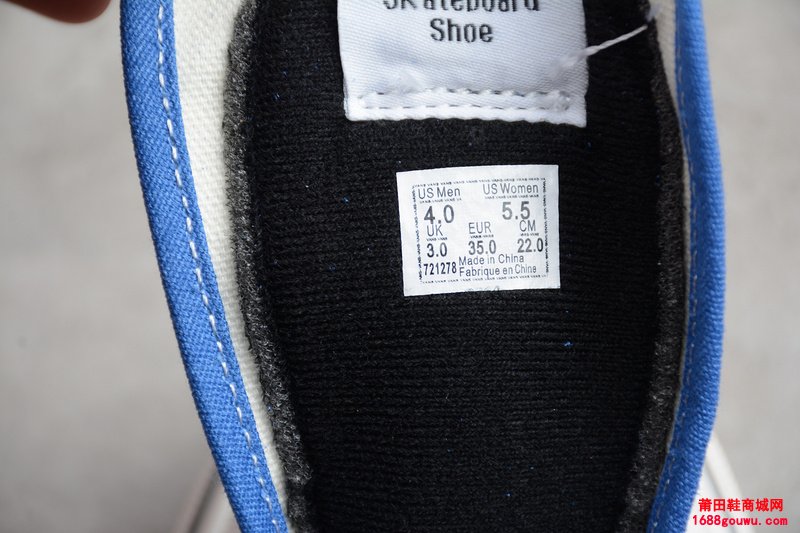 Skateboard
Shoe
US Men US Women
4.0 5.5
UK EUR CM
3.0 35.0 22.0
721278 Made in China
Fabrique en China
莆田鞋商城网
1688gouwu.com